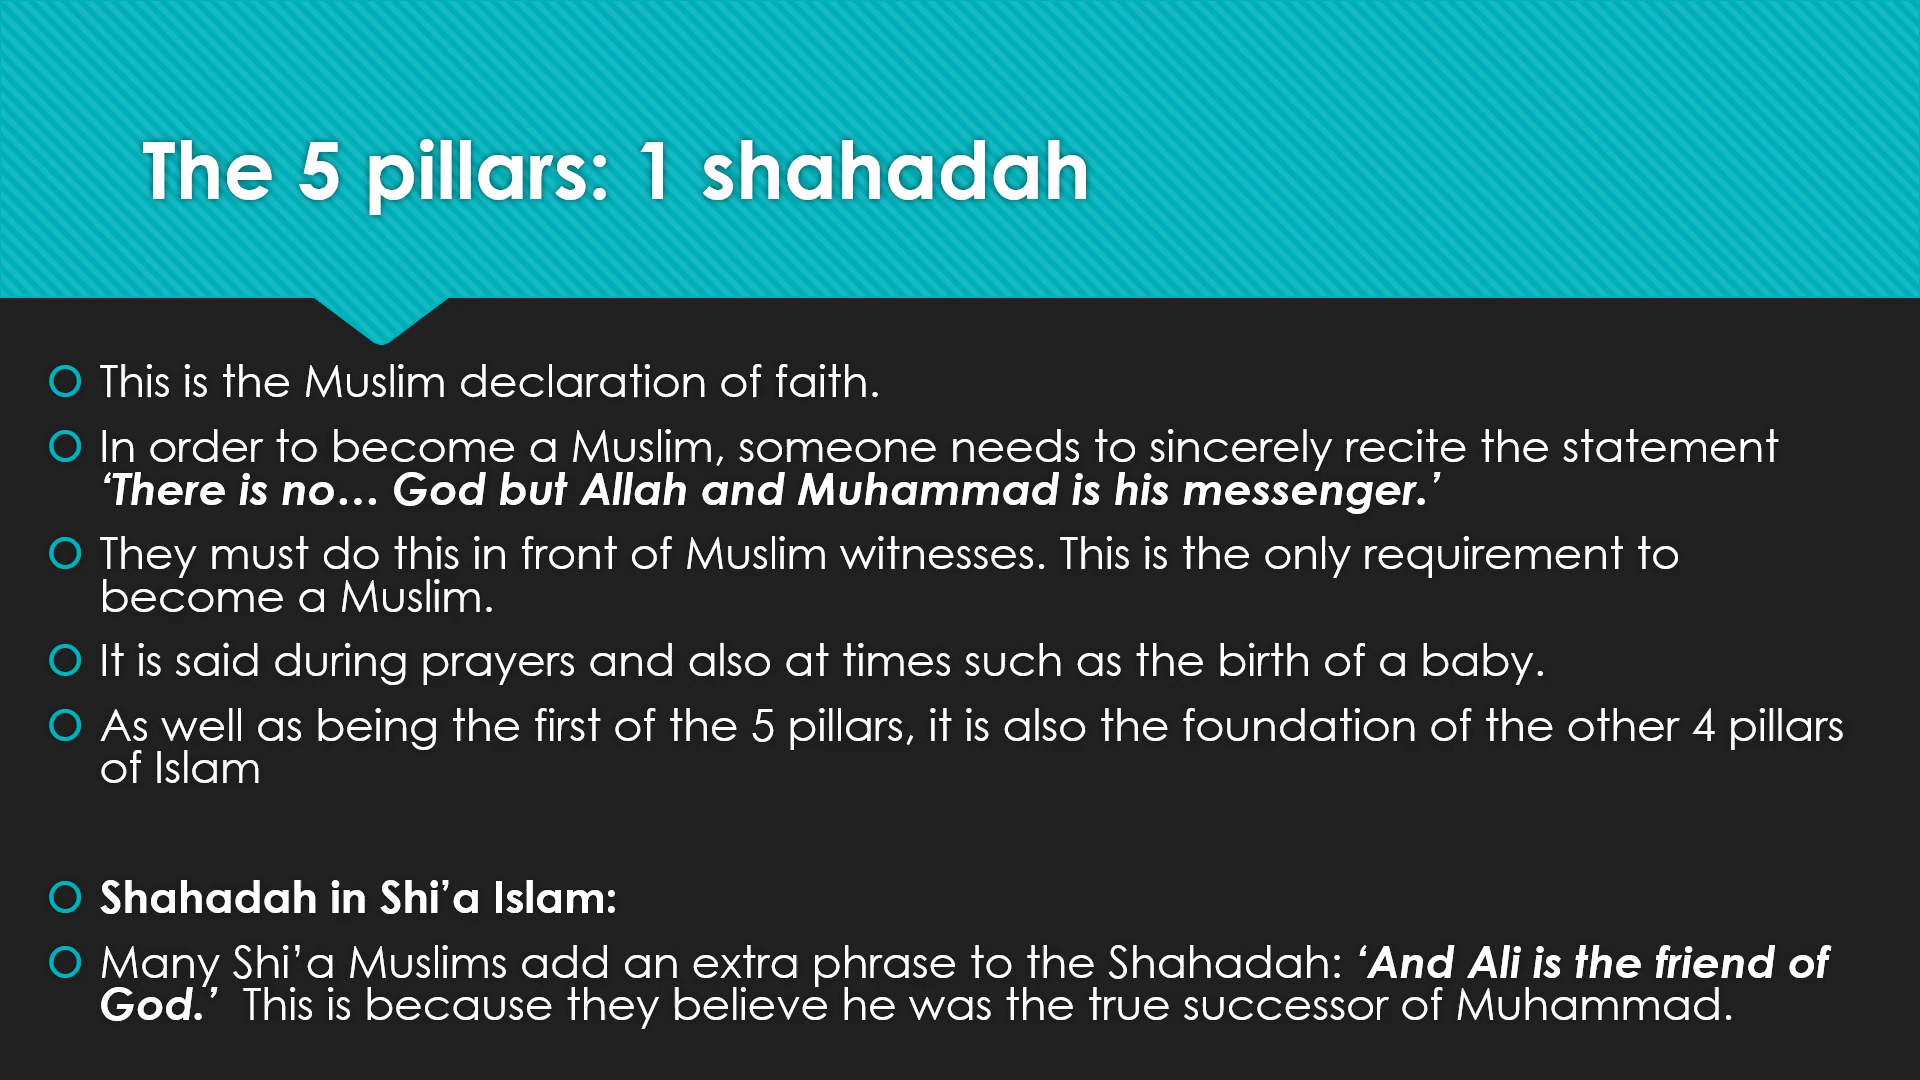 The 5 pillars: 1 shahadah
This is the Muslim declaration of faith.
In order to become a Muslim, someone needs to sincerely recite the statement
‘There is no… God but Allah and Muhammad is his messenger.’
They must do this in front of Muslim witnesses. This is the only requirement to
become a Muslim.
It is said during prayers and also at times such as the birth of a baby.
As well as being the first of the 5 pillars, it is also the foundation of the other 4 pillars
of Islam
Shahadah in Shi’a Islam:
Many Shi’a Muslims add an extra phrase to the Shahadah: ‘And Ali is the friend of
God.’ This is because they believe he was the true successor of Muhammad.